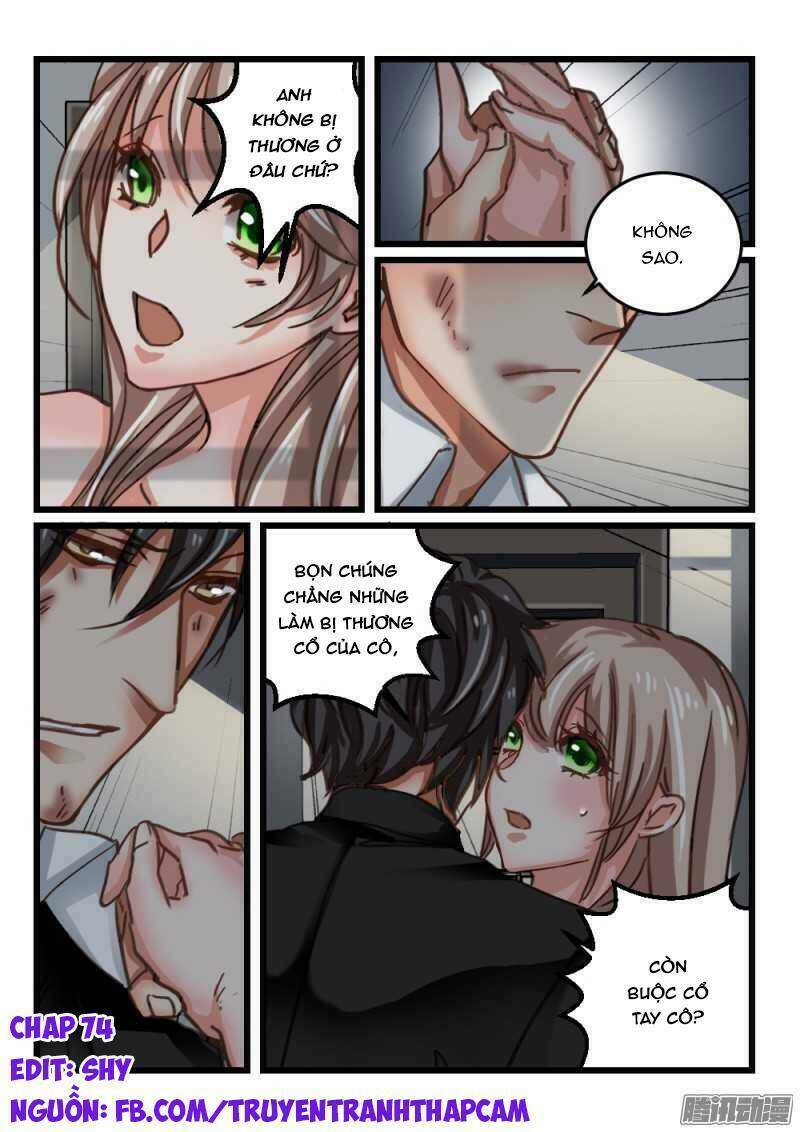 ANH
KHÔNG BỊ
THƯƠNG Ở
ĐÂU CHỨ?
KHÔNG
SAO.
BỌN CHÚNG
CHẲNG NHỮNG
LÀM BỊ THƯƠNG
CỔ CỦA CÔ,
CÒN
BUỘC CỔ
TAY CÔ?
CHAP 74
EDIT: SHY
NGUỒN: FB.COM/TRUYENTRANHTHAPCAM
腾讯动漫